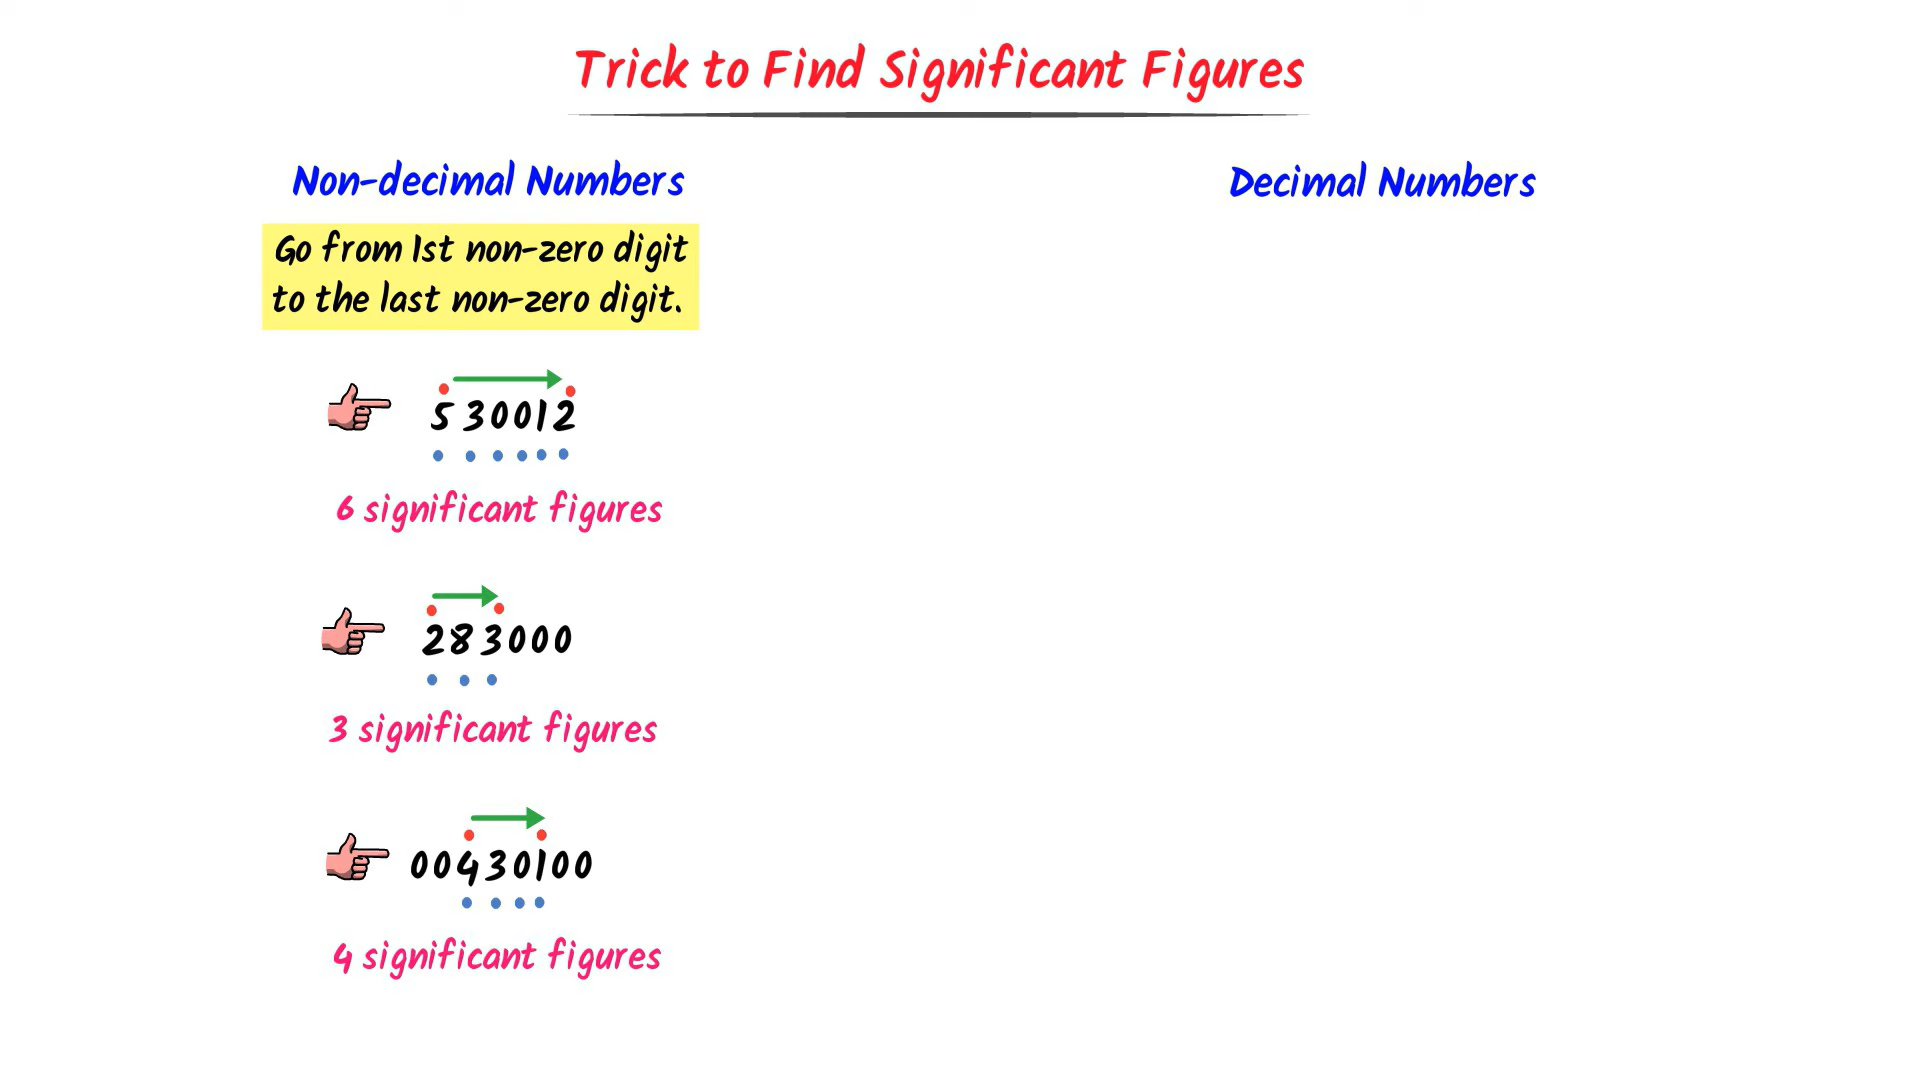 Trick to Find Significant Figures
Non-decimal Numbers
Decimal Numbers
Go from 1st non-zero digit
to the last non-zero digit.
530012
6 significant figures
283000
3 significant figures
00430100
4 significant figures